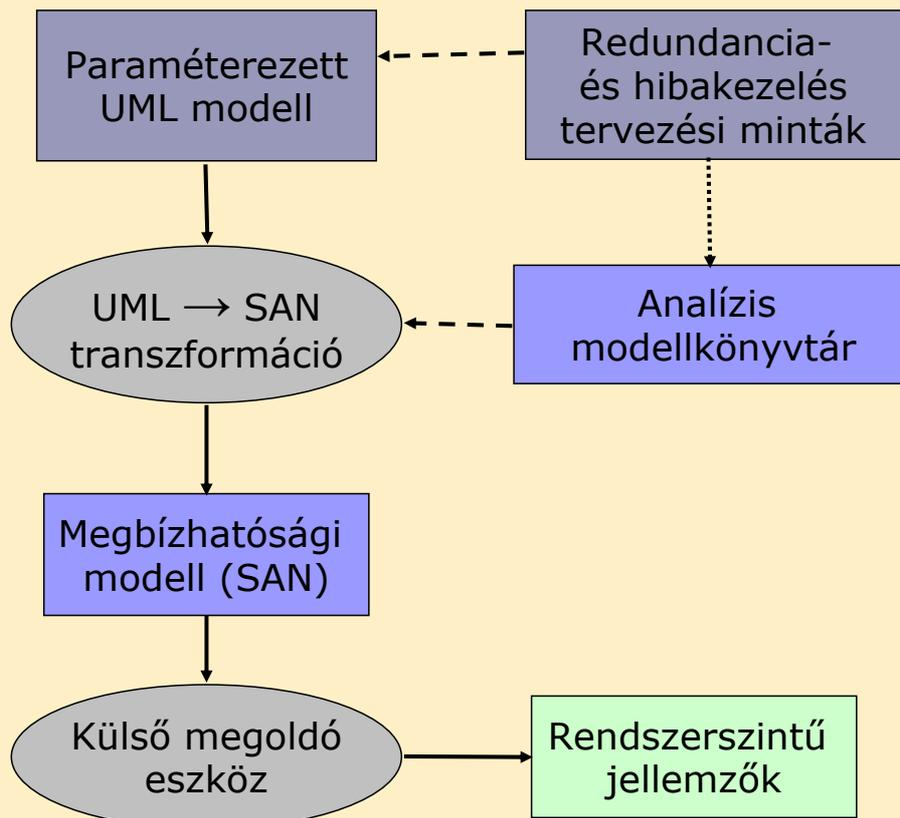 Paraméterezett
UML modell
Redundancia-
és hibakezelés
tervezési minták
UML → SAN
transzformáció
Analízis
modellkönyvtár
Megbízhatósági
modell (SAN)
Külső megoldó
eszköz
Rendszerszintű
jellemzők